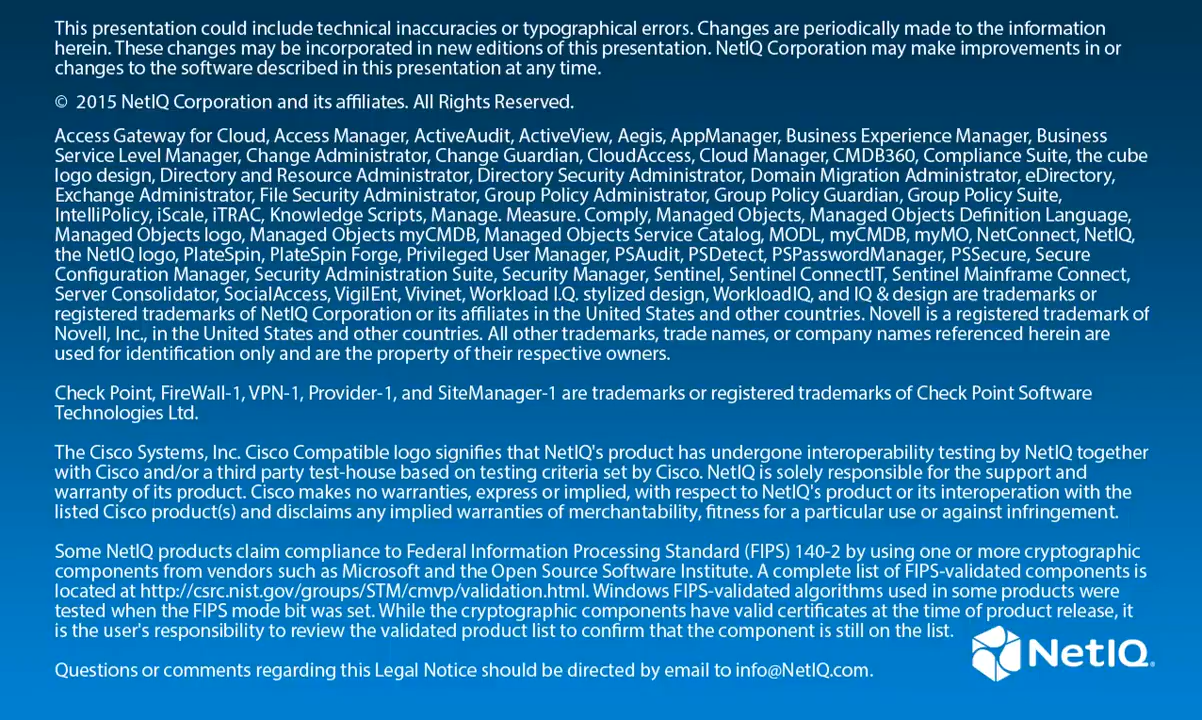 This presentation could include technical inaccuracies or typographical errors. Changes are periodically made to the information
herein. These changes may be incorporated in new editions of this presentation. NetIQ Corporation may make improvements in or
changes to the software described in this presentation at any time.
© 2015 NetIQ Corporation and its affiliates. All Rights Reserved.
Access Gateway for Cloud, Access Manager, ActiveAudit, ActiveView, Aegis, AppManager, Business Experience Manager, Business
Service Level Manager, Change Administrator, Change Guardian, CloudAccess, Cloud Manager, CMDB360, Compliance Suite, the cube
logo design, Directory and Resource Administrator, Directory Security Administrator, Domain Migration Administrator, eDirectory,
Exchange Administrator, File Security Administrator, Group Policy Administrator, Group Policy Guardian, Group Policy Suite,
IntelliPolicy, iScale, iTRAC, Knowledge Scripts, Manage. Measure. Comply, Managed Objects, Managed Objects Definition Language,
Managed Objects logo, Managed Objects myCMDB, Managed Objects Service Catalog, MODL, myCMDB, myMO, NetConnect, NetIQ,
the NetIQ logo, PlateSpin, PlateSpin Forge, Privileged User Manager, PSAudit, PSDetect, PSPasswordManager, PSSecure, Secure
Configuration Manager, Security Administration Suite, Security Manager, Sentinel, Sentinel ConnectIT, Sentinel Mainframe Connect,
Server Consolidator, SocialAccess, VigilEnt, Vivinet, Workload I.Q. stylized design, WorkloadIQ, and IQ & design are trademarks or
registered trademarks of NetIQ Corporation or its affiliates in the United States and other countries. Novell is a registered trademark of
Novell, Inc., in the United States and other countries. All other trademarks, trade names, or company names referenced herein are
used for identification only and are the property of their respective owners.
Check Point, FireWall-1, VPN-1, Provider-1, and SiteManager-1 are trademarks or registered trademarks of Check Point Software
Technologies Ltd.
The Cisco Systems, Inc. Cisco Compatible logo signifies that NetIQ's product has undergone interoperability testing by NetIQ together
with Cisco and/or a third party test-house based on testing criteria set by Cisco. NetIQ is solely responsible for the support and
warranty of its product. Cisco makes no warranties, express or implied, with respect to NetIQ's product or its interoperation with the
listed Cisco product(s) and disclaims any implied warranties of merchantability, fitness for a particular use or against infringement.
Some NetIQ products claim compliance to Federal Information Processing Standard (FIPS) 140-2 by using one or more cryptographic
components from vendors such as Microsoft and the Open Source Software Institute. A complete list of FIPS-validated components is
located at http://csrc.nist.gov/groups/STM/cmvp/validation.html. Windows FIPS-validated algorithms used in some products were
tested when the FIPS mode bit was set. While the cryptographic components have valid certificates at the time of product release, it
is the user's responsibility to review the validated product list to confirm that the component is still on the list.
NetIQ.
Questions or comments regarding this Legal Notice should be directed by email to info@NetIQ.com.